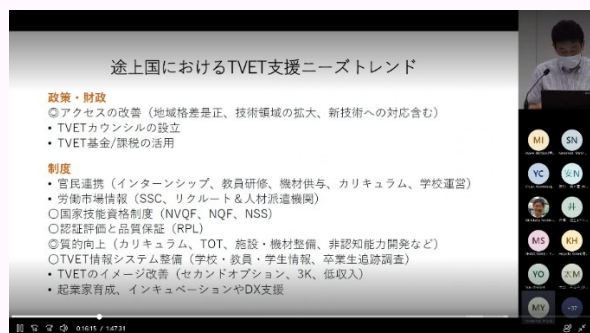 途上国におけるTVET支援ニーズトレンド
政策・財政
◎アクセスの改善（地域格差是正、技術領域の拡大、新技術への対応含む）
• TVETカウンシルの設立
• TVET基金/課税の活用
制度
• 官民連携（インターンシップ、教員研修、機材供与、カリキュラム、学校運営）
• 労働市場情報（SSC、リクルート＆人材派遣機関）
〇国家技能資格制度（NVQF、NQF、NSS）
〇認証評価と品質保証（RPL）
◎質的向上（カリキュラム、TOT、施設・機材整備、非認知能力開発など）
〇TVET情報システム整備（学校・教員・学生情報、卒業生追跡調査）
• TVETのイメージ改善（セカンドオプション、3K、低収入）
• 起業家育成、インキュベーションやDX支援
MI SN
YC 友N
井
MS KH
YO 太M
MY +37
0:16:15 / 1:47:31